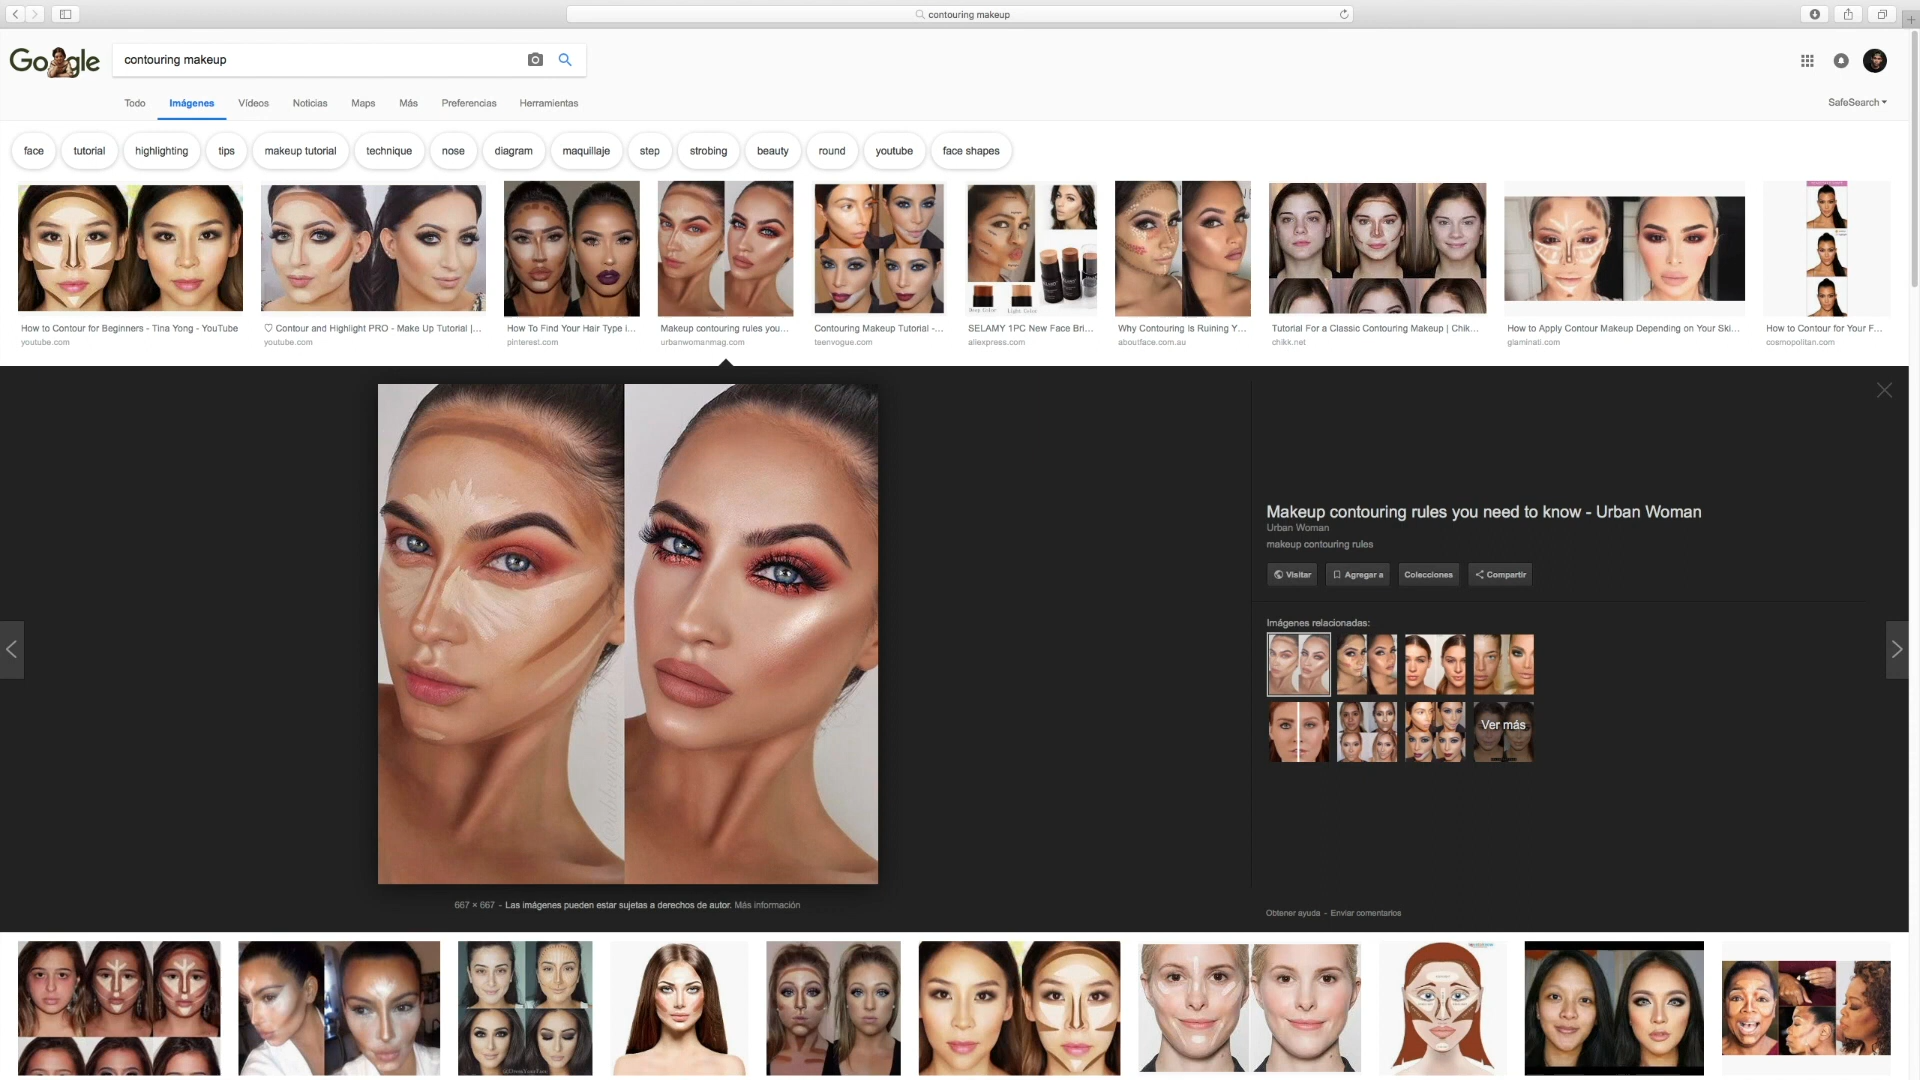 contouring makeup
Google
contouring makeup
Todo Imágenes Vídeos Noticias Maps Más Preferencias Herramientas
SafeSearch
face tutorial highlighting tips makeup tutorial technique nose diagram maquillaje step strobing beauty round youtube face shapes
How to Contour for Beginners - Tina Yong - YouTube
youtube.com
♡ Contour and Highlight PRO - Make Up Tutorial |...
youtube.com
How To Find Your Hair Type i...
pinterest.com
Makeup contouring rules you...
urbanwomanmag.com
Contouring Makeup Tutorial -...
teenvogue.com
SELAMY 1PC New Face Bri...
aliexpress.com
Why Contouring Is Ruining Y...
aboutface.com.au
Tutorial For a Classic Contouring Makeup | Chik...
chikk.net
How to Apply Contour Makeup Depending on Your Ski...
glaminati.com
How to Contour for Your F...
cosmopolitan.com
Deep Color Light Color
Makeup contouring rules you need to know - Urban Woman
Urban Woman
makeup contouring rules
Visitar Agregar a Colecciones Compartir
Imágenes relacionadas:
Ver más
667 × 667 - Las imágenes pueden estar sujetas a derechos de autor. Más información
Obtener ayuda - Enviar comentarios